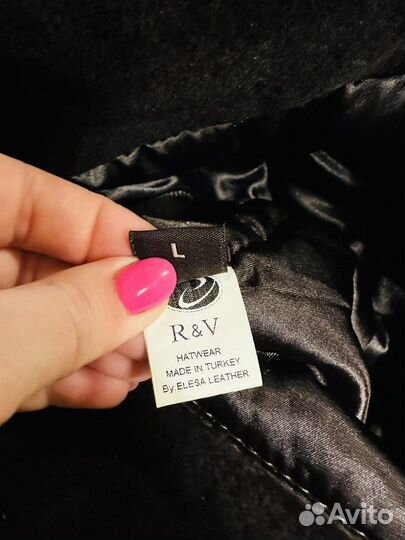 L
R & V
HATWEAR
MADE IN TURKEY
By.ELESA LEATHER
Avito